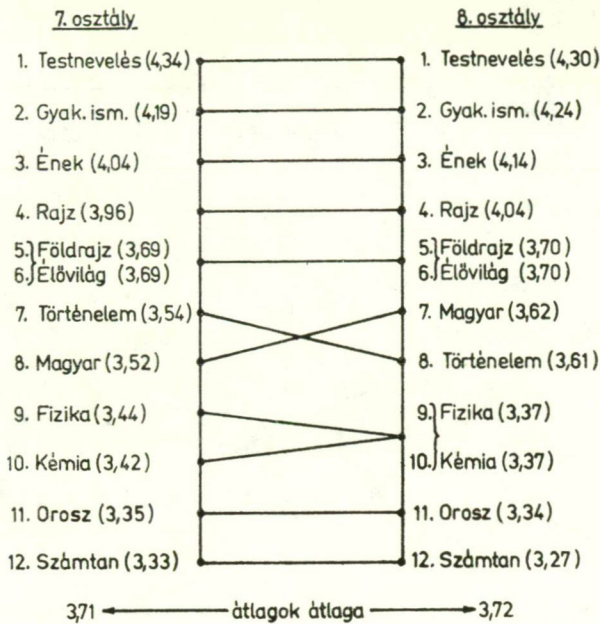 7. osztály
1. Testnevelés (4,34)
2. Gyak. ism. (4,19)
3. Ének (4,04)
4. Rajz (3,96)
5. Földrajz (3,69)
6. Élővilág (3,69)
7. Történelem (3,54)
8. Magyar (3,52)
9. Fizika (3,44)
10. Kémia (3,42)
11. Orosz (3,35)
12. Számtan (3,33)
8. osztály
1. Testnevelés (4,30)
2. Gyak. ism. (4,24)
3. Ének (4,14)
4. Rajz (4,04)
5. Földrajz (3,70)
6. Élővilág (3,70)
7. Magyar (3,62)
8. Történelem (3,61)
9. Fizika (3,37)
10. Kémia (3,37)
11. Orosz (3,34)
12. Számtan (3,27)
3,71 átlagok átlaga 3,72